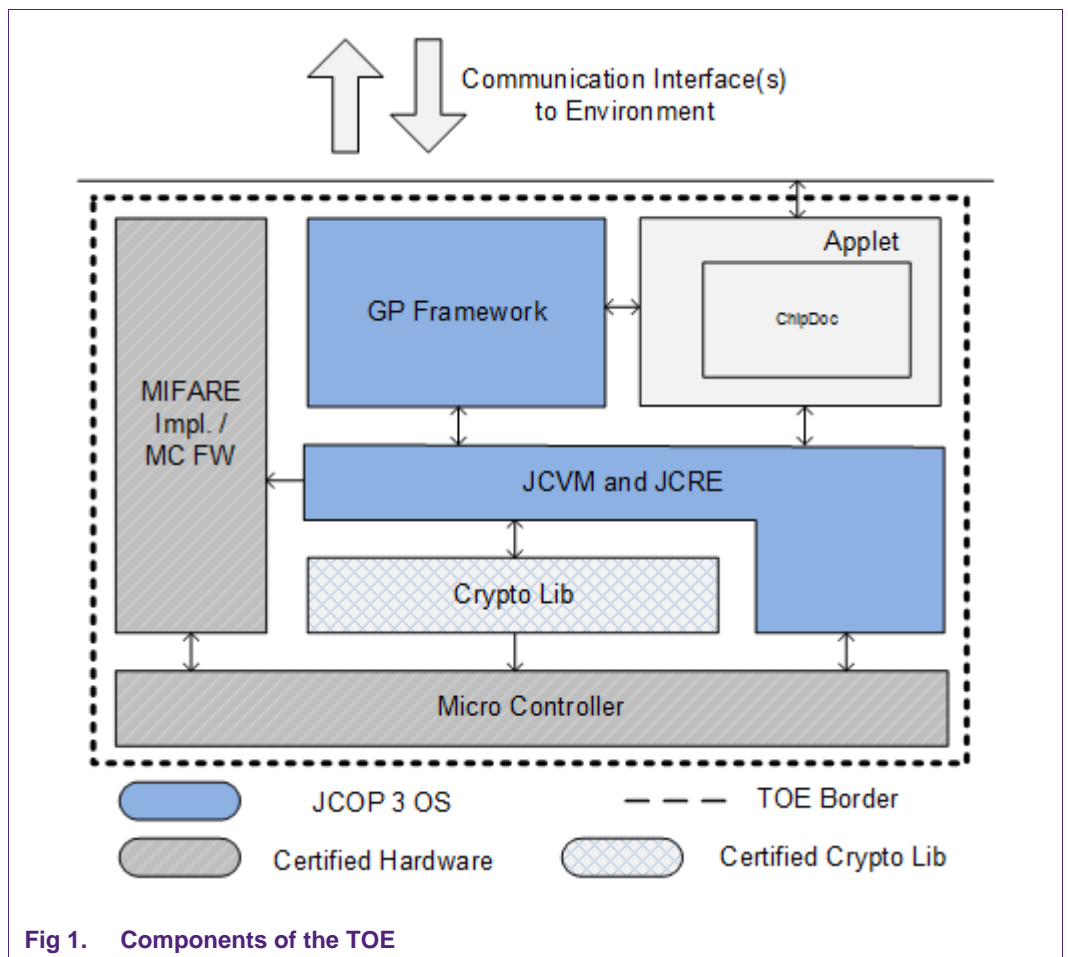 Communication Interface(s)
to Environment
Applet
GP Framework
ChipDoc
MIFARE
Impl. /
MC FW
JCVM and JCRE
Crypto Lib
Micro Controller
JCOP 3 OS
TOE Border
Certified Hardware
Certified Crypto Lib
Fig 1. Components of the TOE